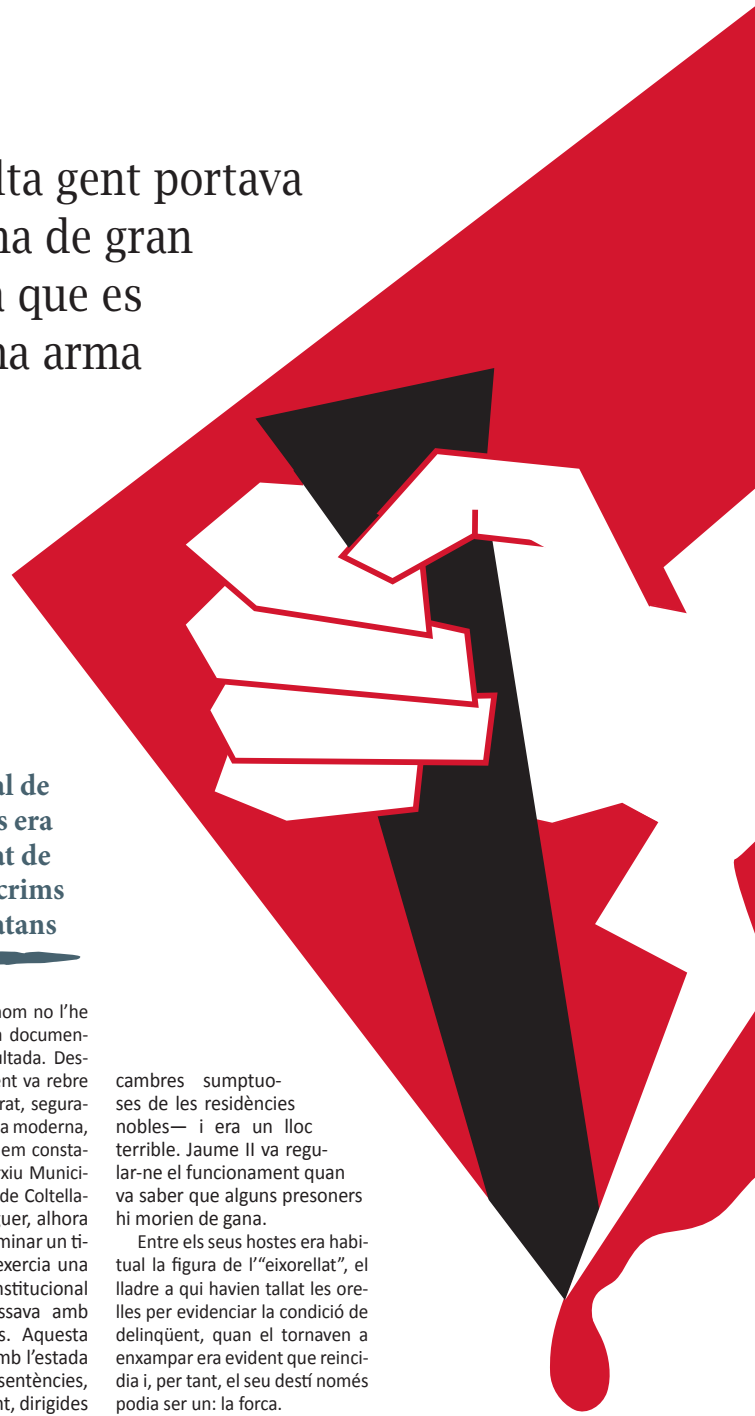 lta gent portava
na de gran
a que es
na arma
al de
s era
at de
crims
atans
nom no l'he
a documen-
ultada. Des-
ent va rebre
rat, segura-
a moderna,
em consta-
rxiu Munici-
de Coltella-
guer, alhora
minar un ti-
exercia una
nstitucional
ssava amb
s. Aquesta
mb l'estada
sentències,
nt, dirigides
cambres sumptuo-
ses de les residències
nobles— i era un lloc
terrible. Jaume II va regu-
lar-ne el funcionament quan
va saber que alguns presoners
hi morien de gana.
Entre els seus hostes era habi-
tual la figura de l'“eixorellat”, el
lladre a qui havien tallat les ore-
lles per evidenciar la condició de
delinqüent, quan el tornaven a
enxampar era evident que reinci-
dia i, per tant, el seu destí només
podia ser un: la forca.